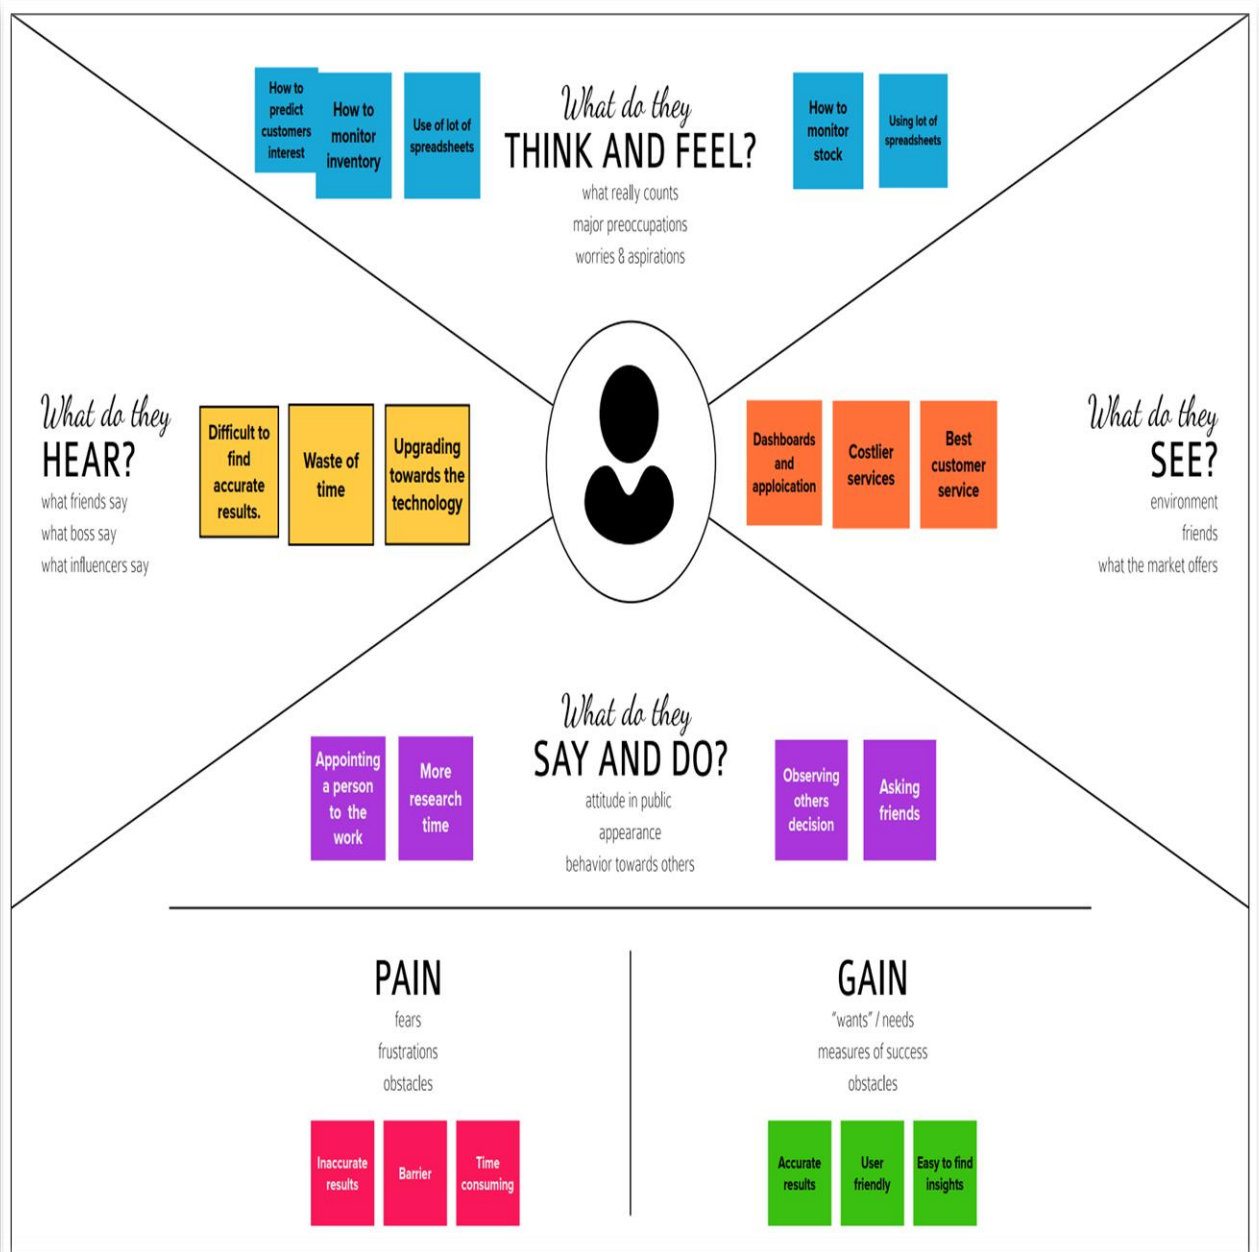 How to
predict
customers
interest
How to
monitor
inventory
Use of lot of
spreadsheets
What do they
THINK AND FEEL?
what really counts
major preoccupations
worries & aspirations
How to
monitor
stock
Using lot of
spreadsheets
What do they
HEAR?
what friends say
what boss say
what influencers say
Difficult to
find
accurate
results.
Waste of
time
Upgrading
towards the
technology
Dashboards
and
apploication
Costlier
services
Best
customer
service
What do they
SEE?
environment
friends
what the market offers
Appointing
a person
to the
work
More
research
time
What do they
SAY AND DO?
attitude in public
appearance
behavior towards others
Observing
others
decision
Asking
friends
PAIN
fears
frustrations
obstacles
Inaccurate
results
Barrier
Time
consuming
GAIN
"wants" / needs
measures of success
obstacles
Accurate
results
User
friendly
Easy to find
insights